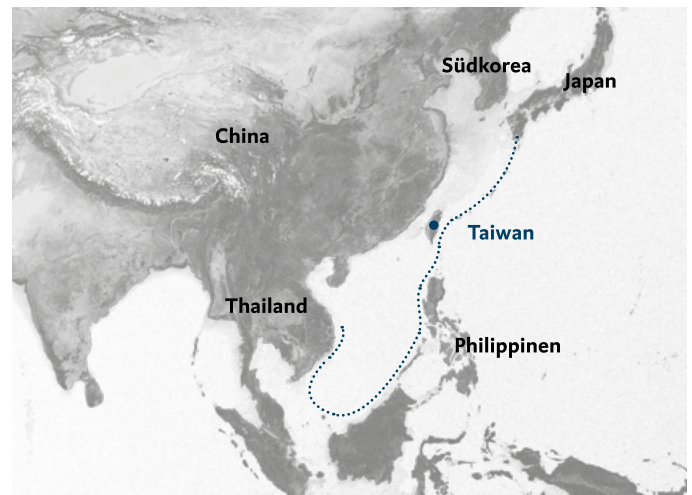 Südkorea
Japan
China
Taiwan
Thailand
Philippinen